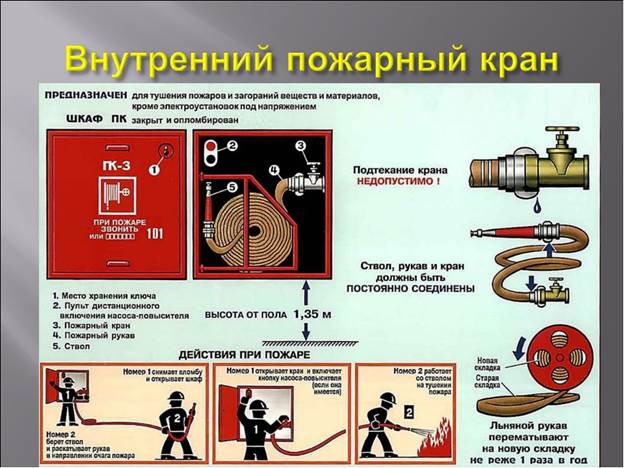 Внутренний пожарный кран
ПРЕДНАЗНАЧЕН для тушения пожаров и загораний веществ и материалов,
кроме электроустановок под напряжением
ШКАФ ПК закрыт и опломбирован
ПК-3
1
ПРИ ПОЖАРЕ
ЗВОНИТЬ
или 101
2
3
4
5
Подтекание крана
НЕДОПУСТИМО !
Ствол, рукав и кран
должны быть
ПОСТОЯННО СОЕДИНЕНЫ
1. Место хранения ключа
2. Пульт дистанционного
включения насоса-повысителя
3. Пожарный кран
4. Пожарный рукав
5. Ствол
ВЫСОТА ОТ ПОЛА 1,35 м
ДЕЙСТВИЯ ПРИ ПОЖАРЕ
Номер 1 снимает пломбу
и открывает шкаф
2
Номер 2
берет ствол
и раскатывает рукав
в направлении очага пожара
Номер 1 открывает кран и включает
кнопку насоса-повысителя
(если она
имеется)
Номер 2 работает
со стволом
на тушении
пожара
2
Новая
складка
Старая
складка
Льняной рукав
перематывают
на новую складку
не реже 1 раза в год